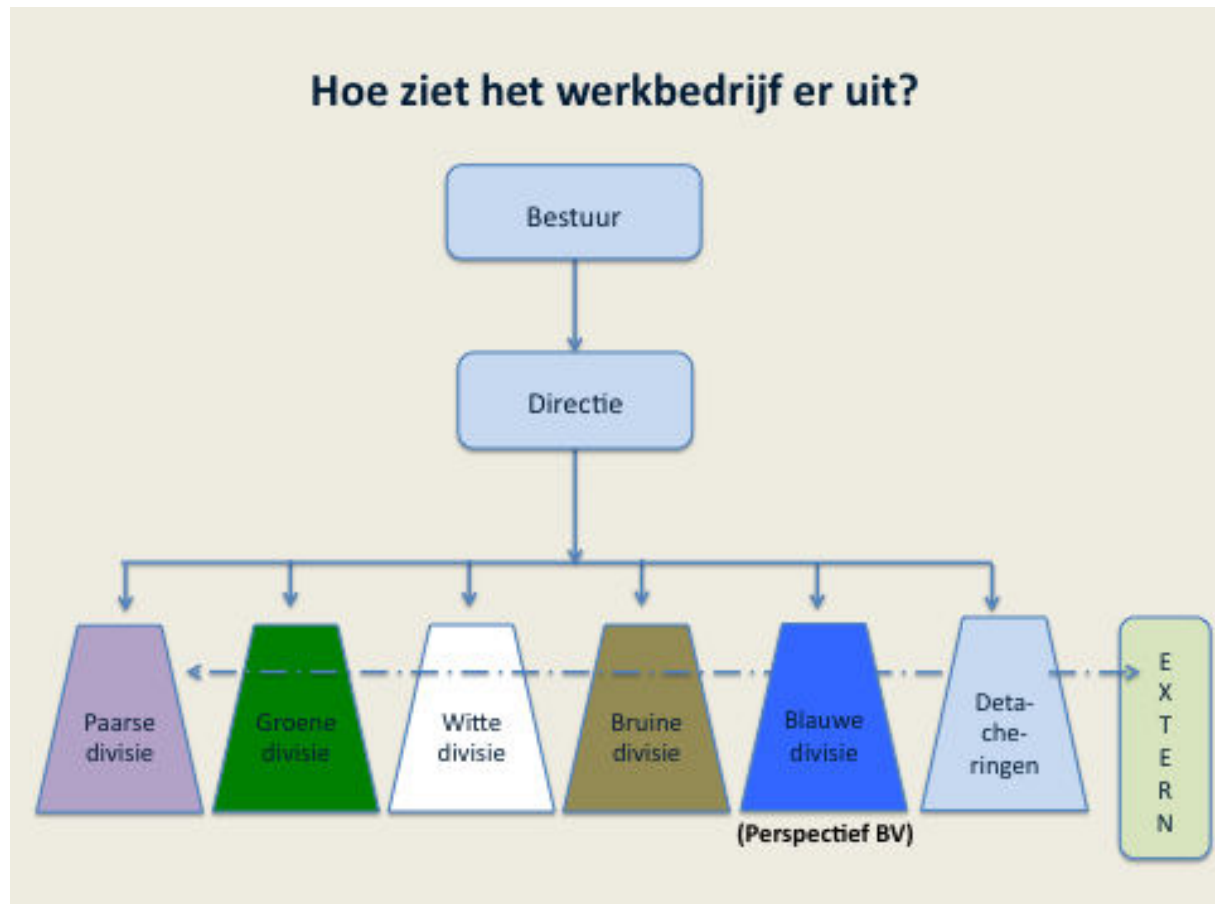 Hoe ziet het werkbedrijf er uit?
Bestuur
Directie
Paarse
divisie
Groene
divisie
Witte
divisie
Bruine
divisie
Blauwe
divisie
(Perspectief BV)
Deta-
che-
ringen
E
X
T
E
R
N